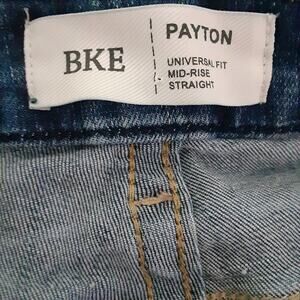 BKE
PAYTON
UNIVERSAL FIT
MID-RISE
STRAIGHT